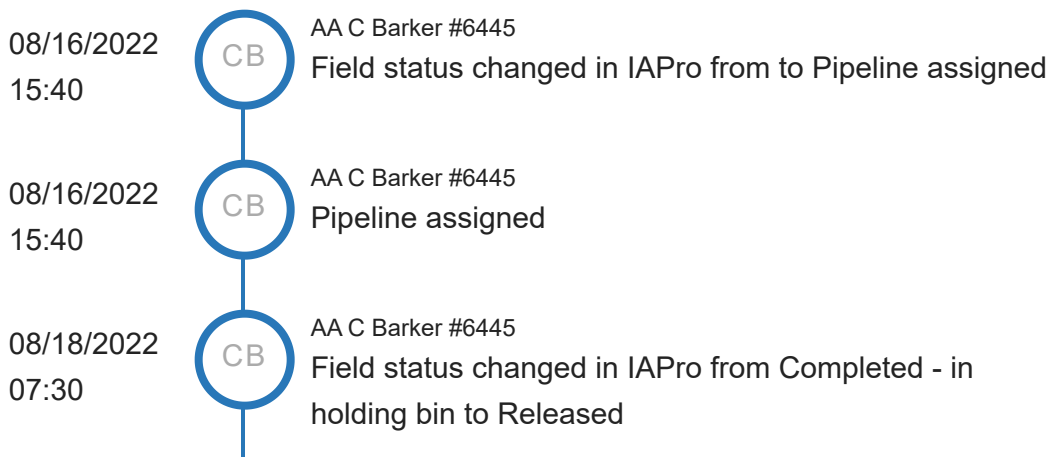 08/16/2022
15:40
CB
AA C Barker #6445
Field status changed in IAPro from to Pipeline assigned
08/16/2022
15:40
CB
AA C Barker #6445
Pipeline assigned
08/18/2022
07:30
CB
AA C Barker #6445
Field status changed in IAPro from Completed - in
holding bin to Released